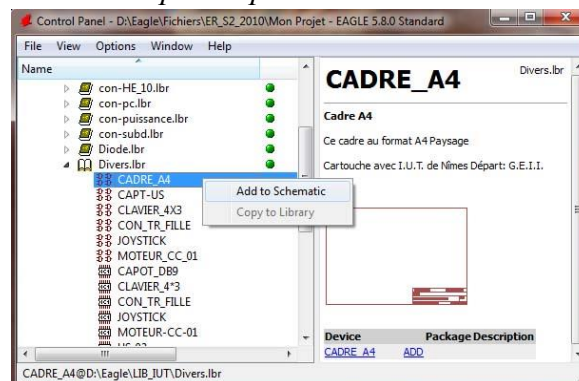 Control Panel - D:\Eagle\Fichiers\ER_S2_2010\Mon Projet - EAGLE 5.8.0 Standard
File View Options Window Help
Name
con-HE_10.lbr
con-pc.lbr
con-puissance.lbr
con-subd.lbr
Diode.lbr
Divers.lbr
CADRE_A4
CAPT-US
CLAVIER_4X3
CON_TR_FILLE
JOYSTICK
MOTEUR_CC_01
CAPOT_DB9
CLAVIER_4*3
CON_TR_FILLE
JOYSTICK
MOTEUR-CC-01
Add to Schematic
Copy to Library
CADRE_A4
Divers.lbr
Cadre A4
Ce cadre au format A4 Paysage
Cartouche avec I.U.T. de Nîmes Départ: G.E.I.I.
Device Package Description
CADRE_A4 ADD
CADRE_A4@D:\Eagle\LIB_IUT\Divers.lbr